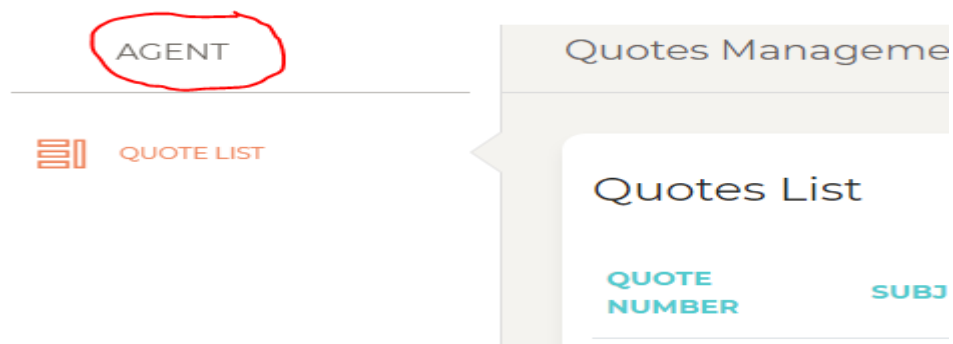 AGENT
Quotes Manageme
QUOTE LIST
Quotes List
QUOTE
NUMBER
SUBJ